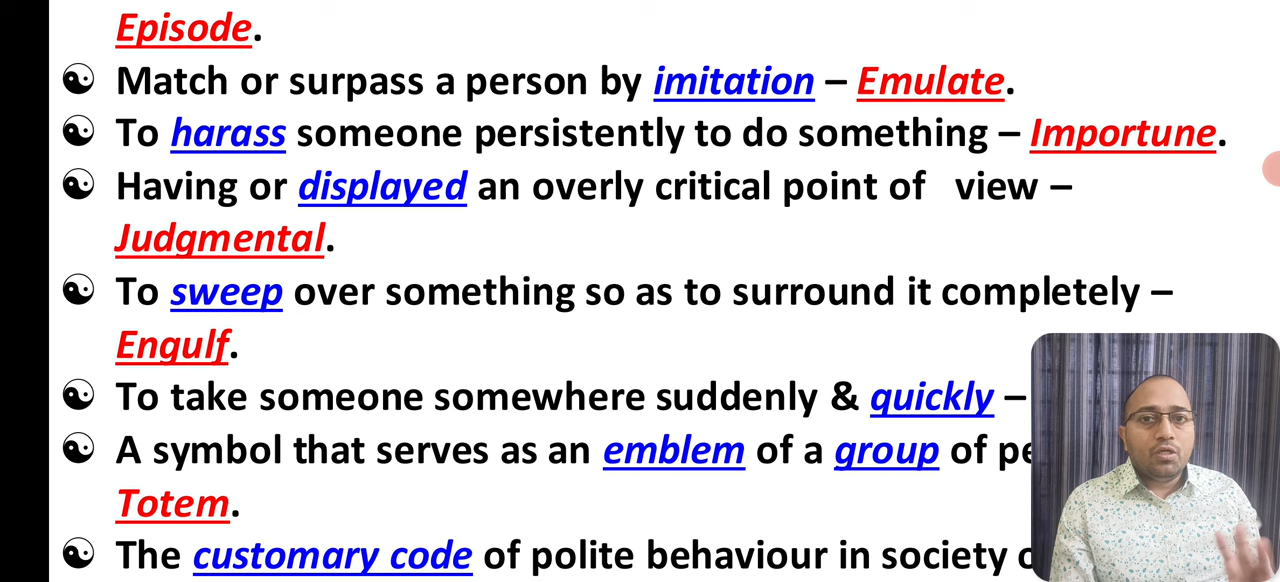 Episode.
☯ Match or surpass a person by imitation – Emulate.
☯ To harass someone persistently to do something – Importune.
☯ Having or displayed an overly critical point of view –
Judgmental.
☯ To sweep over something so as to surround it completely –
Engulf.
☯ To take someone somewhere suddenly & quickly –
☯ A symbol that serves as an emblem of a group of
Totem.
☯ The customary code of polite behaviour in society